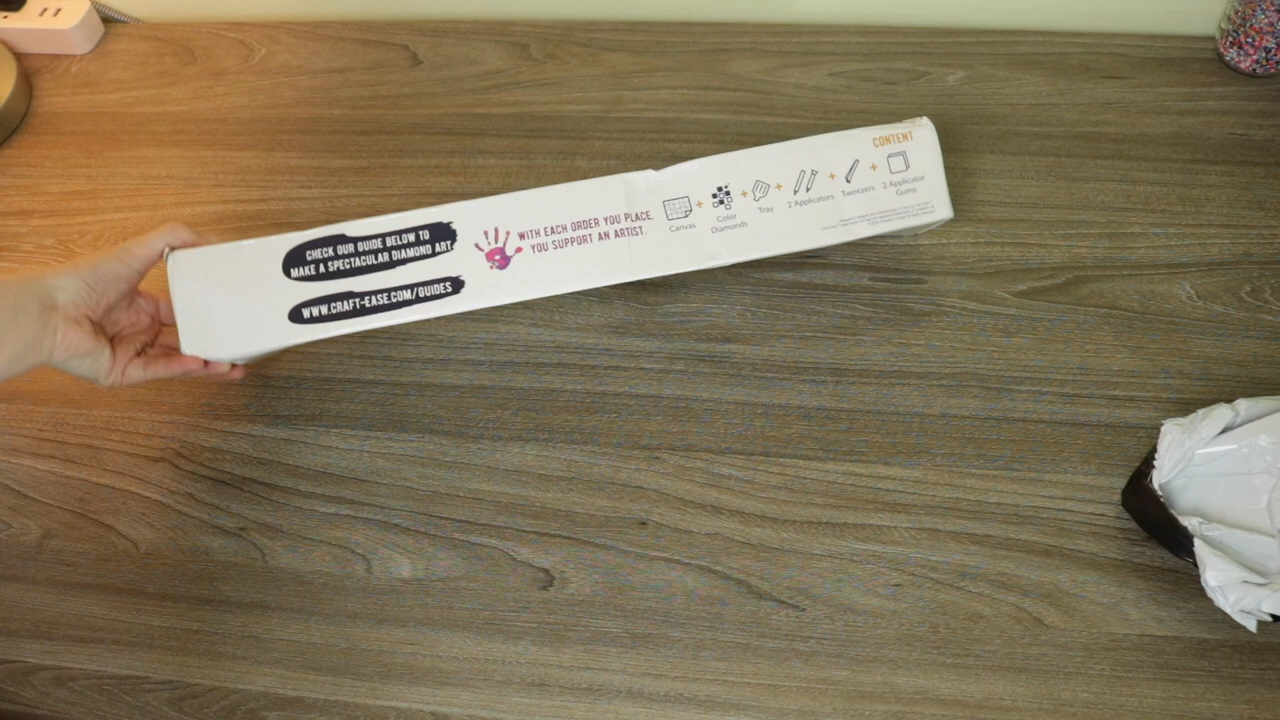 CHECK OUR GUIDE BELOW TO
MAKE A SPECTACULAR DIAMOND ART
WWW.CRAFT-EASE.COM/GUIDES
WITH EACH ORDER YOU PLACE,
YOU SUPPORT AN ARTIST.
CONTENT
Canvas
+
Color
Diamonds
+
Tray
+
2 Applicators
+
Tweezers
+
2 Applicator
Gums